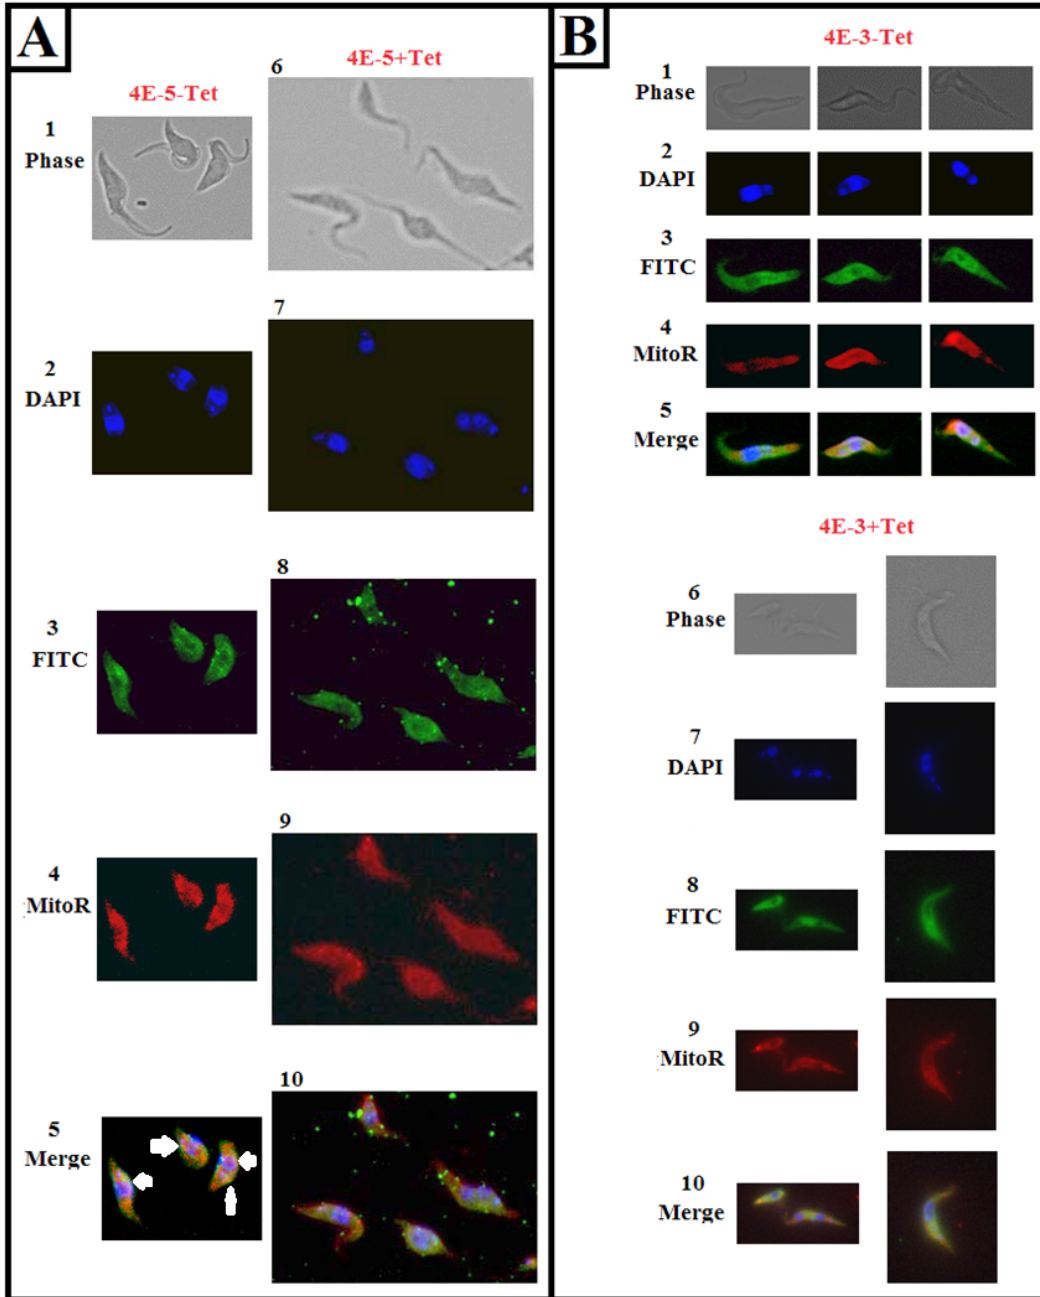 A
4E-5-Tet
1
Phase
2
DAPI
3
FITC
4
MitoR
5
Merge
6
4E-5+Tet
7
8
9
10
B
4E-3-Tet
1
Phase
2
DAPI
3
FITC
4
MitoR
5
Merge
4E-3+Tet
6
Phase
7
DAPI
8
FITC
9
MitoR
10
Merge